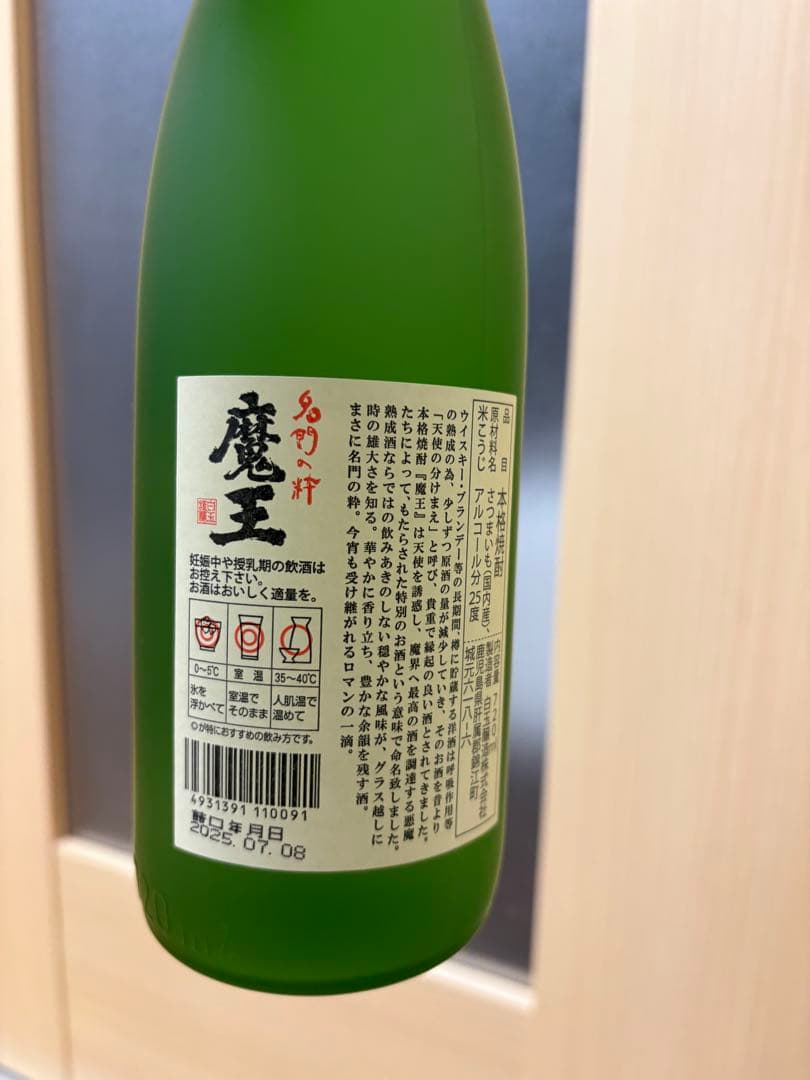 品目 本格焼酎
原材料名 さつまいも(国内産)、
米こうじ アルコール分 25度
内容量 720ml
製造者 白玉醸造株式会社
鹿児島県肝属郡錦江町
城元六一八ー六
ウイスキー・ブランデー等の長期間、樽に貯蔵する洋酒は呼吸作用等
の熟成の為、少しずつ原酒の量が減少していき、そのお酒を昔より
「天使の分けまえ」と呼び、貴重で縁起の良い酒とされてきました。
本格焼酎『魔王』は天使を誘惑し、魔界へ最高の酒を調達する悪魔
たちによって、もたらされた特別のお酒という意味で命名致しました。
熟成酒ならではの飲みあきのしない穏やかな風味が、グラス越しに
時の雄大さを知る。華やかに香り立ち、豊かな余韻を残す酒。
まさに名門の粋。今宵も受け継がれるロマンの一滴。
名門の粋
魔王
白玉醸造
妊娠中や授乳期の飲酒は
お控え下さい。
お酒はおいしく適量を。
0〜5℃ 室温 35〜40℃
氷を浮かべて 室温でそのまま 人肌温で温めて
◎が特におすすめの飲み方です。
4931391 110091
詰口年月日
2025.07.08
720ml